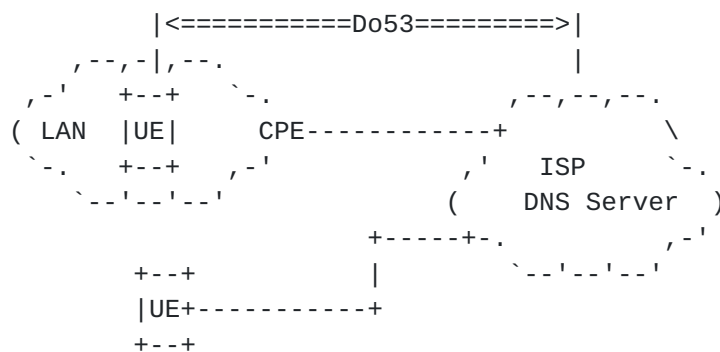 |<===========Do53=========>|
,--,-|,--. |
,-' +--+ `-. ,--,--,--.
( LAN |UE| CPE------------+ \
`-. +--+ ,-' ,' ISP `-.
`--'--'--' ( DNS Server )
+-----+-. ,-'
+--+ | `--'--'--'
|UE+-----------+
+--+